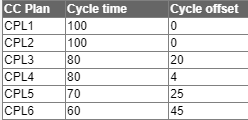 CC Plan Cycle time Cycle offset
CPL1 100 0
CPL2 100 0
CPL3 80 20
CPL4 80 4
CPL5 70 25
CPL6 60 45